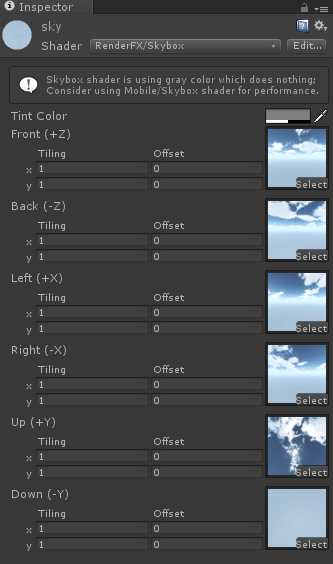 Inspector
sky
Shader RenderFX/Skybox Edit...
Skybox shader is using gray color which does nothing;
Consider using Mobile/Skybox shader for performance.
Tint Color
Front (+Z)
Tiling Offset
x 1 0
y 1 0
Select
Back (-Z)
Tiling Offset
x 1 0
y 1 0
Select
Left (+X)
Tiling Offset
x 1 0
y 1 0
Select
Right (-X)
Tiling Offset
x 1 0
y 1 0
Select
Up (+Y)
Tiling Offset
x 1 0
y 1 0
Select
Down (-Y)
Tiling Offset
x 1 0
y 1 0
Select